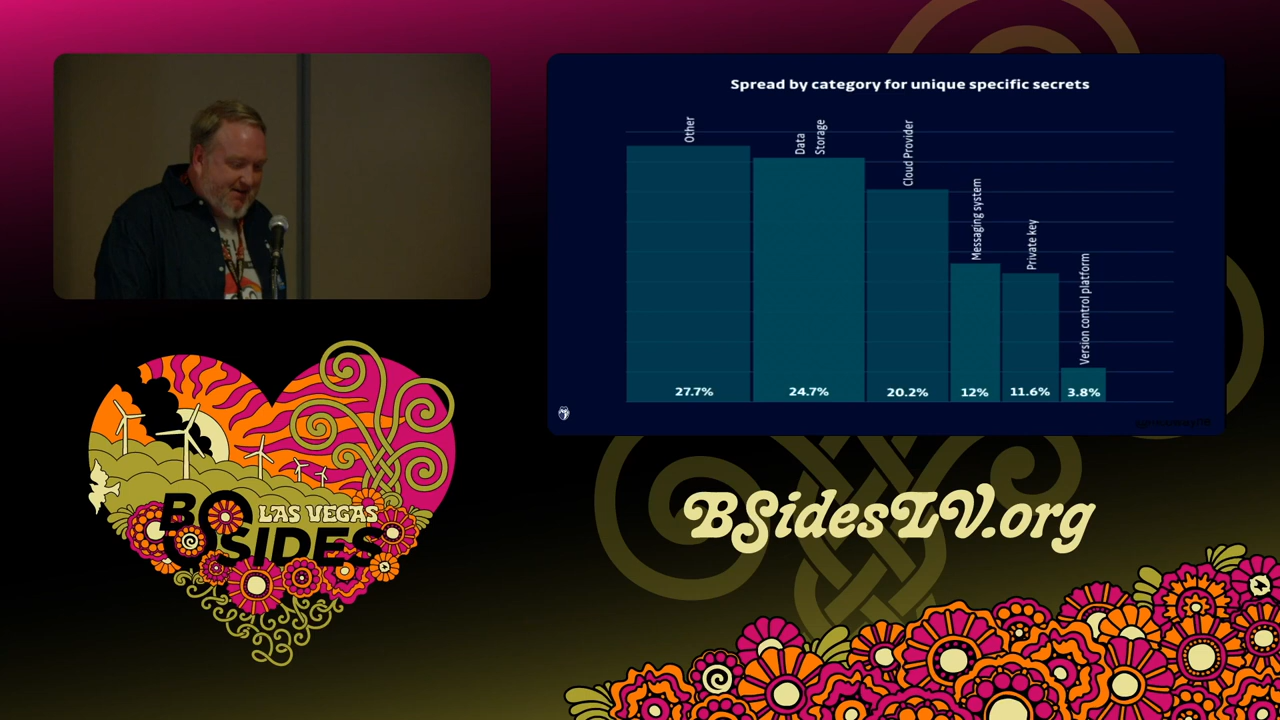 Spread by category for unique specific secrets
Other
Data
Storage
Cloud Provider
Messaging system
Private key
Version control platform
27.7%
24.7%
20.2%
12%
11.6%
3.8%
BSIDES
LAS VEGAS
BSidesLV.org